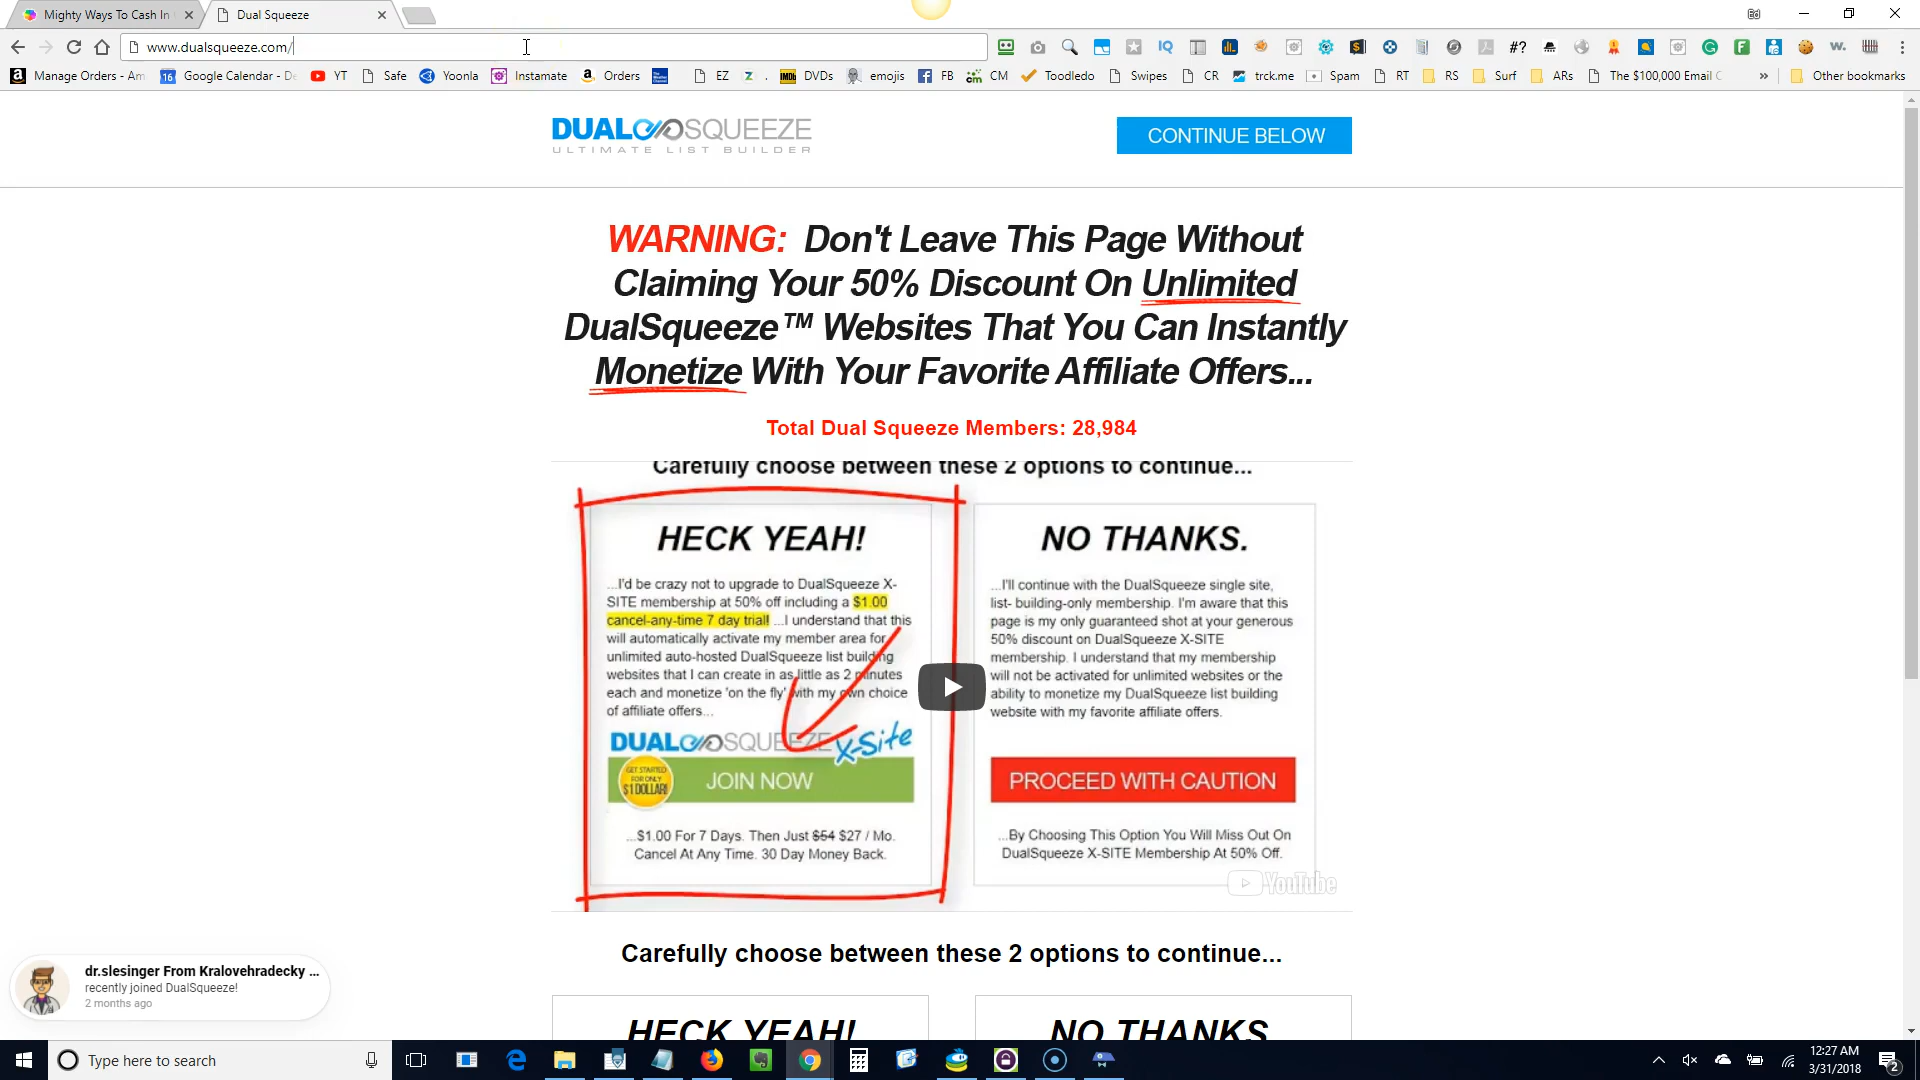 Mighty Ways To Cash In
Dual Squeeze
Ed
www.dualsqueeze.com/
Manage Orders - Am
16
Google Calendar - De
YT
Safe
Yoonla
Instamate
Orders
EZ
.
DVDs
emojis
FB
CM
Toodledo
Swipes
CR
trck.me
Spam
RT
RS
Surf
ARs
The $100,000 Email C
»
Other bookmarks
DUAL SQUEEZE
ULTIMATE LIST BUILDER
CONTINUE BELOW
WARNING: Don't Leave This Page Without
Claiming Your 50% Discount On Unlimited
DualSqueeze™ Websites That You Can Instantly
Monetize With Your Favorite Affiliate Offers...
Total Dual Squeeze Members: 28,984
Carefully choose between these 2 options to continue...
HECK YEAH!
...I'd be crazy not to upgrade to DualSqueeze X-
SITE membership at 50% off including a $1.00
cancel-any-time 7 day trial! ...I understand that this
will automatically activate my member area for
unlimited auto-hosted DualSqueeze list building
websites that I can create in as little as 2 minutes
each and monetize 'on the fly' with my own choice
of affiliate offers...
DUAL SQUEEZE X-Site
GET STARTED
FOR ONLY
$1 DOLLAR!
JOIN NOW
...$1.00 For 7 Days. Then Just $54 $27 / Mo.
Cancel At Any Time. 30 Day Money Back.
NO THANKS.
...I'll continue with the DualSqueeze single site,
list- building-only membership. I'm aware that this
page is my only guaranteed shot at your generous
50% discount on DualSqueeze X-SITE
membership. I understand that my membership
will not be activated for unlimited websites or the
ability to monetize my DualSqueeze list building
website with my favorite affiliate offers.
PROCEED WITH CAUTION
...By Choosing This Option You Will Miss Out On
DualSqueeze X-SITE Membership At 50% Off.
YouTube
Carefully choose between these 2 options to continue...
HECK YEAH!
NO THANKS
dr.slesinger From Kralovehradecky ...
recently joined DualSqueeze!
2 months ago
Type here to search
12:27 AM
3/31/2018
2